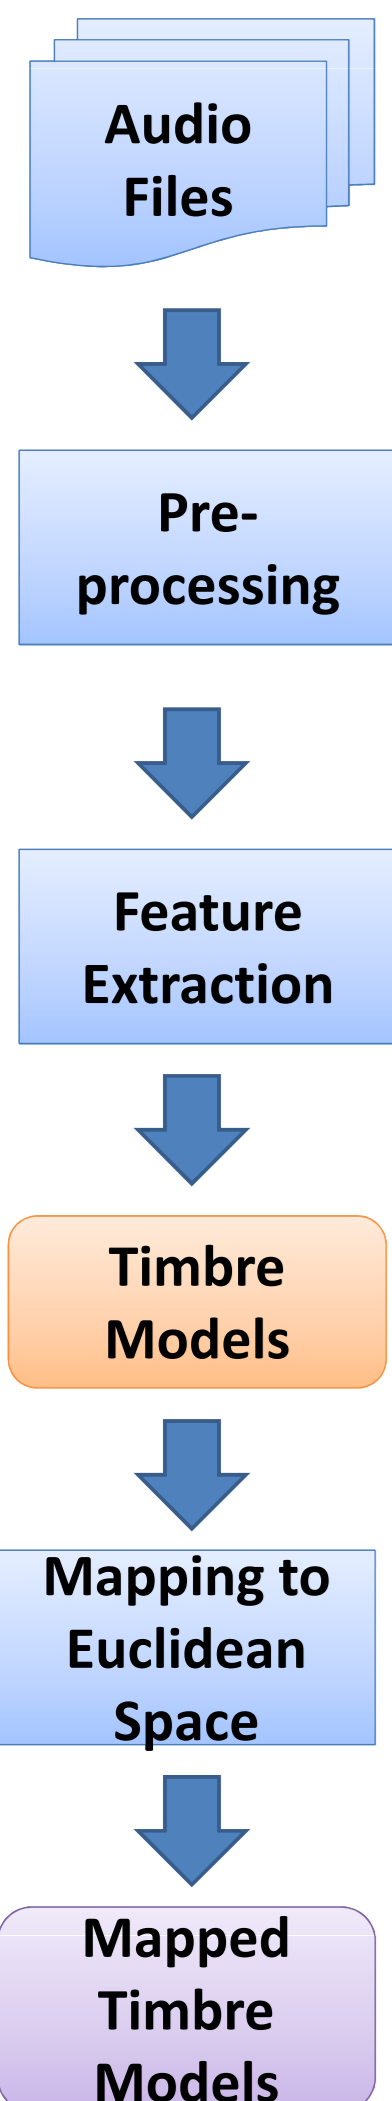 Audio
Files
Pre-
processing
Feature
Extraction
Timbre
Models
Mapping to
Euclidean
Space
Mapped
Timbre
Models